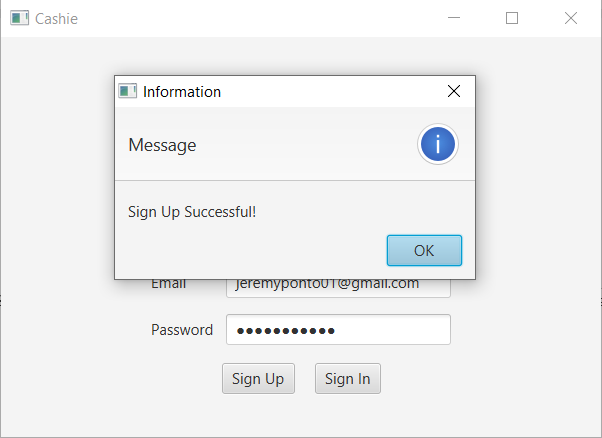 Cashie
Information
Message
Sign Up Successful!
OK
Email jeremyponto01@gmail.com
Password ●●●●●●●●●●●
Sign Up Sign In